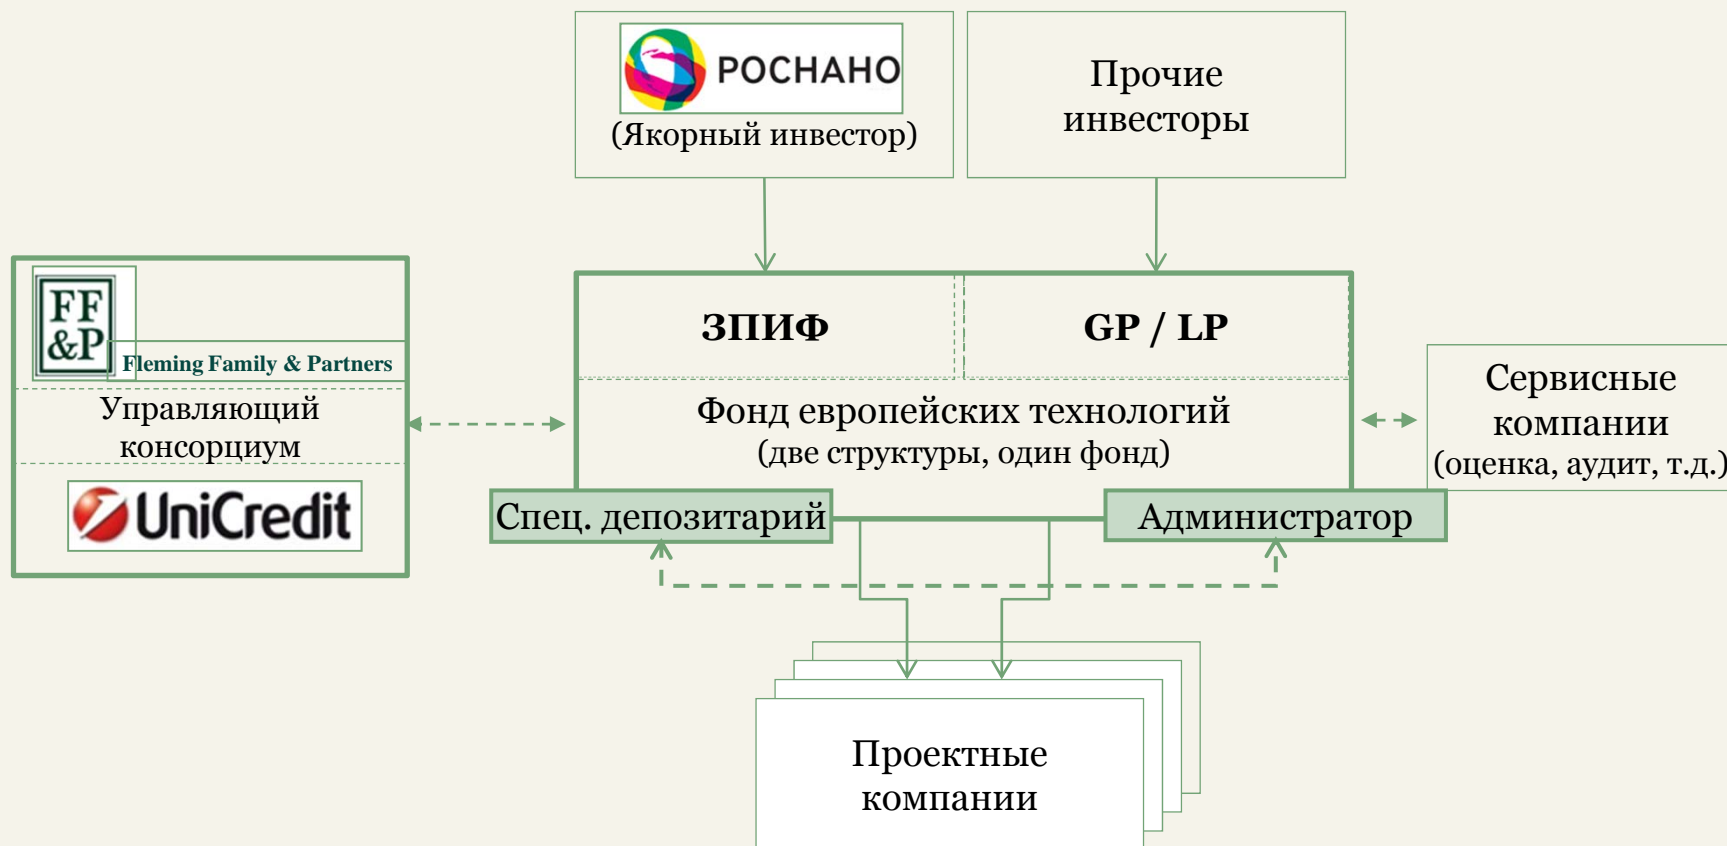 РОСНАНО
(Якорный инвестор)
Прочие
инвесторы
FF
&P
Fleming Family & Partners
Управляющий
консорциум
UniCredit
ЗПИФ
GP / LP
Фонд европейских технологий
(две структуры, один фонд)
Сервисные
компании
(оценка, аудит, т.д.)
Спец. депозитарий
Администратор
Проектные
компании